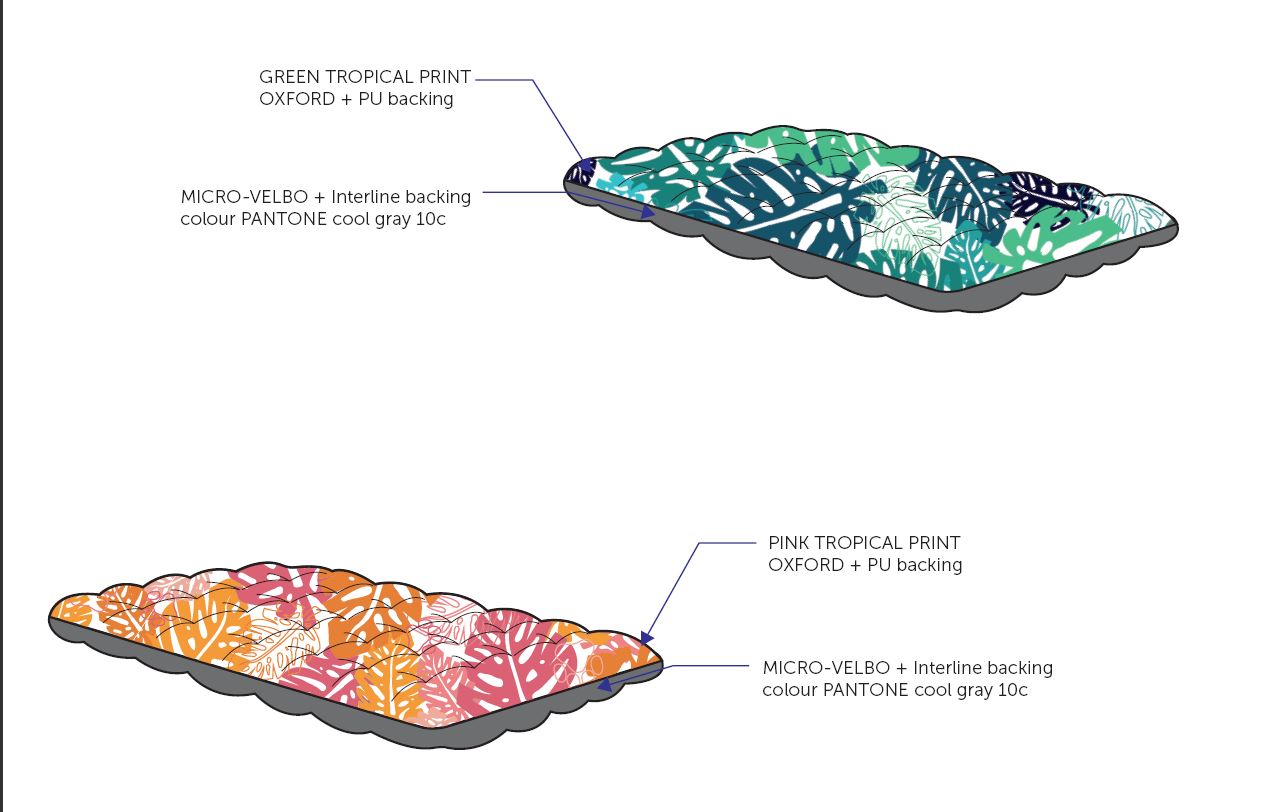 GREEN TROPICAL PRINT
OXFORD + PU backing
MICRO-VELBO + Interline backing
colour PANTONE cool gray 10c
PINK TROPICAL PRINT
OXFORD + PU backing
MICRO-VELBO + Interline backing
colour PANTONE cool gray 10c